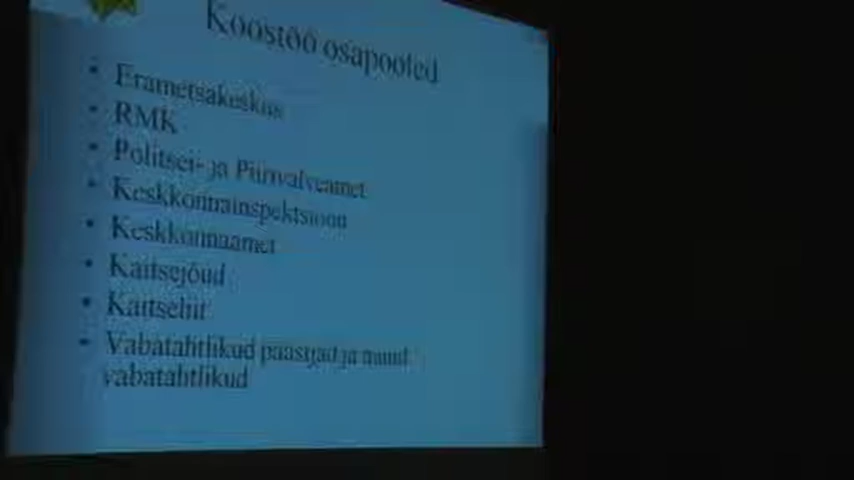 Koostöö osapooled
• Erametsakeskus
• RMK
• Politsei- ja Piirivalveamet
• Keskkonnainspektsioon
• Keskkonnaamet
• Kaitsejõud
• Kaitseliit
• Vabatahtlikud päästjad ja muud
vabatahtlikud